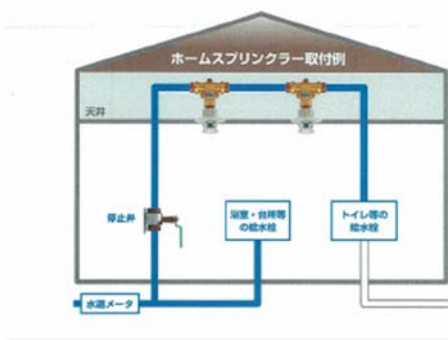 ホームスプリンクラー取付例
天井
停止弁
浴室・台所等
の給水栓
トイレ等の
給水栓
水道メータ